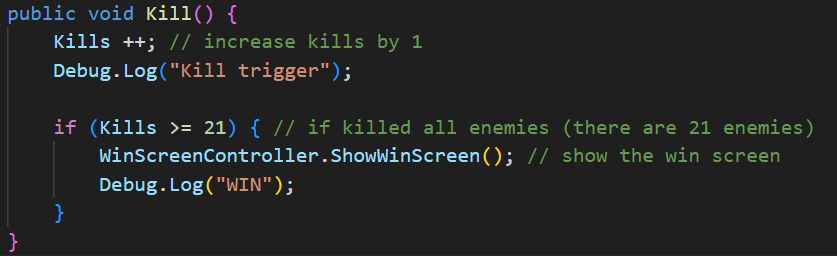 public void Kill() {
Kills ++; // increase kills by 1
Debug.Log("Kill trigger");
if (Kills >= 21) { // if killed all enemies (there are 21 enemies)
WinScreenController.ShowWinScreen(); // show the win screen
Debug.Log("WIN");
}
}